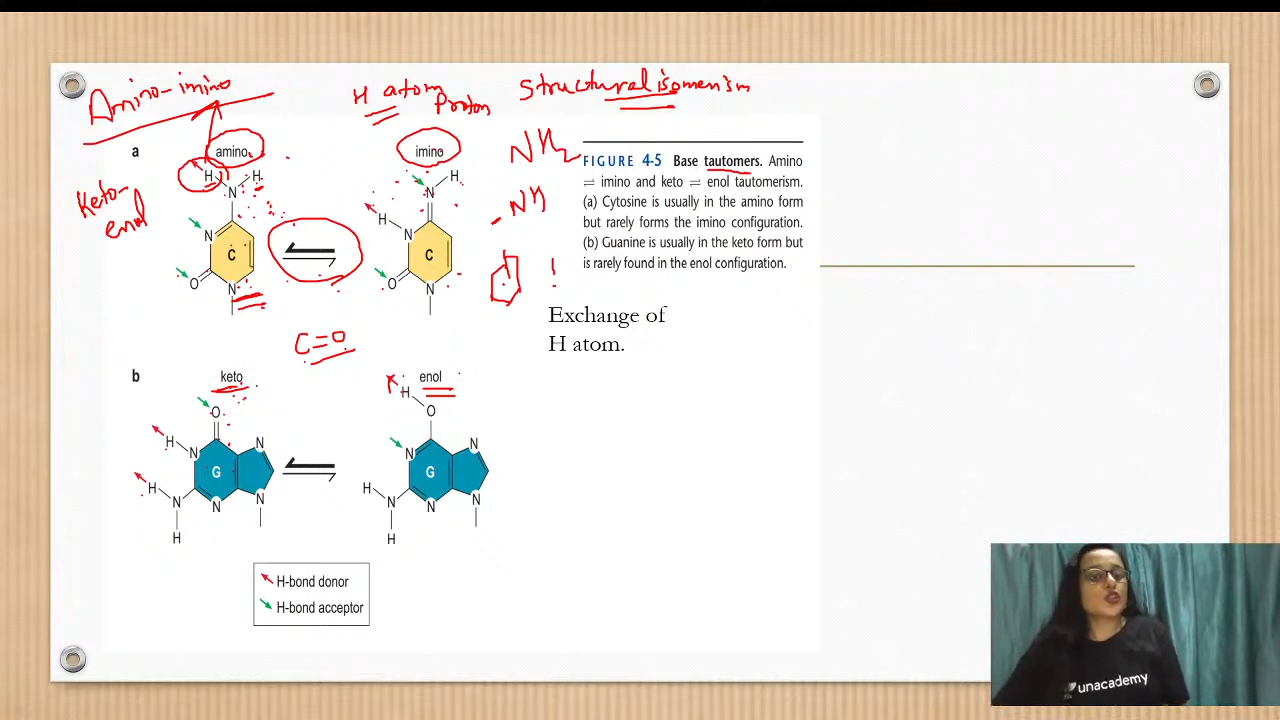 Amino-imino
H atom
Proton
Structural isomerism
a
amino
imino
NH2
FIGURE 4-5 Base tautomers. Amino
⇌ imino and keto ⇌ enol tautomerism.
(a) Cytosine is usually in the amino form
but rarely forms the imino configuration.
(b) Guanine is usually in the keto form but
is rarely found in the enol configuration.
Keto-
enol
H
H
N
N
C
O
N
H
N
H
N
C
O
N
- NH
!
Exchange of
H atom.
C=O
b
keto
enol
O
H
N
N
G
H
N
N
N
H
H
O
N
N
G
H
N
N
N
H
H-bond donor
H-bond acceptor
unacademy